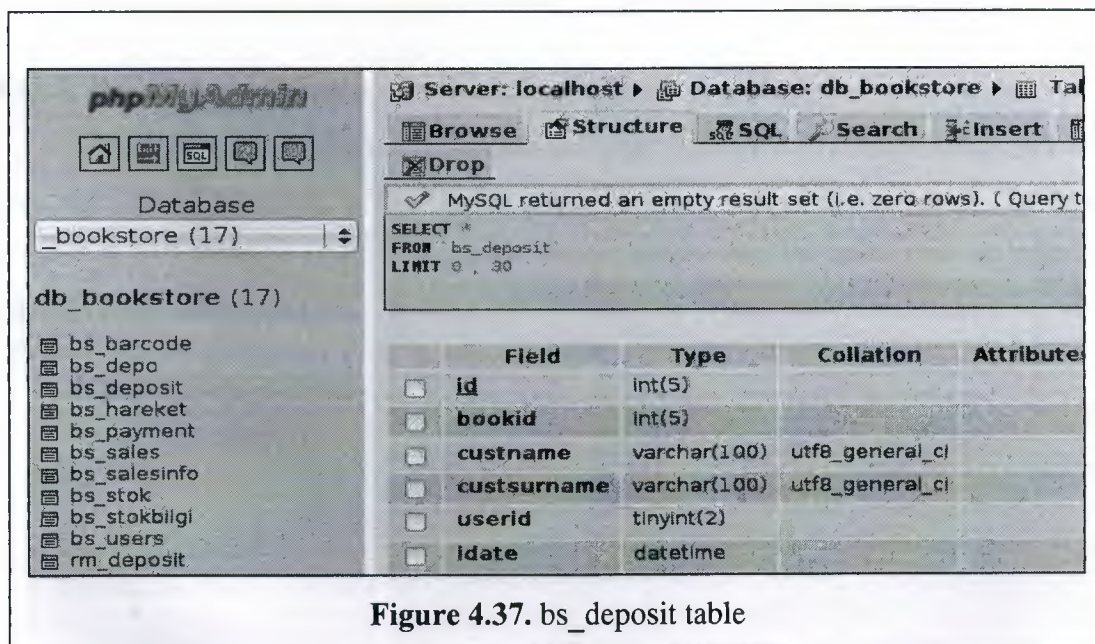 phpMyAdmin
SQL
Database
_bookstore (17)
db_bookstore (17)
bs_barcode
bs_depo
bs_deposit
bs_hareket
bs_payment
bs_sales
bs_salesinfo
bs_stok
bs_stokbilgi
bs_users
rm_deposit
Server: localhost ▸ Database: db_bookstore ▸ Tal
Browse Structure SQL Search Insert
Drop
MySQL returned an empty result set (i.e. zero rows). ( Query t
SELECT *
FROM `bs_deposit`
LIMIT 0 , 30
Field Type Collation Attributes
id int(5)
bookid int(5)
custname varchar(100) utf8_general_ci
custsurname varchar(100) utf8_general_ci
userid tinyint(2)
idate datetime
Figure 4.37. bs_deposit table